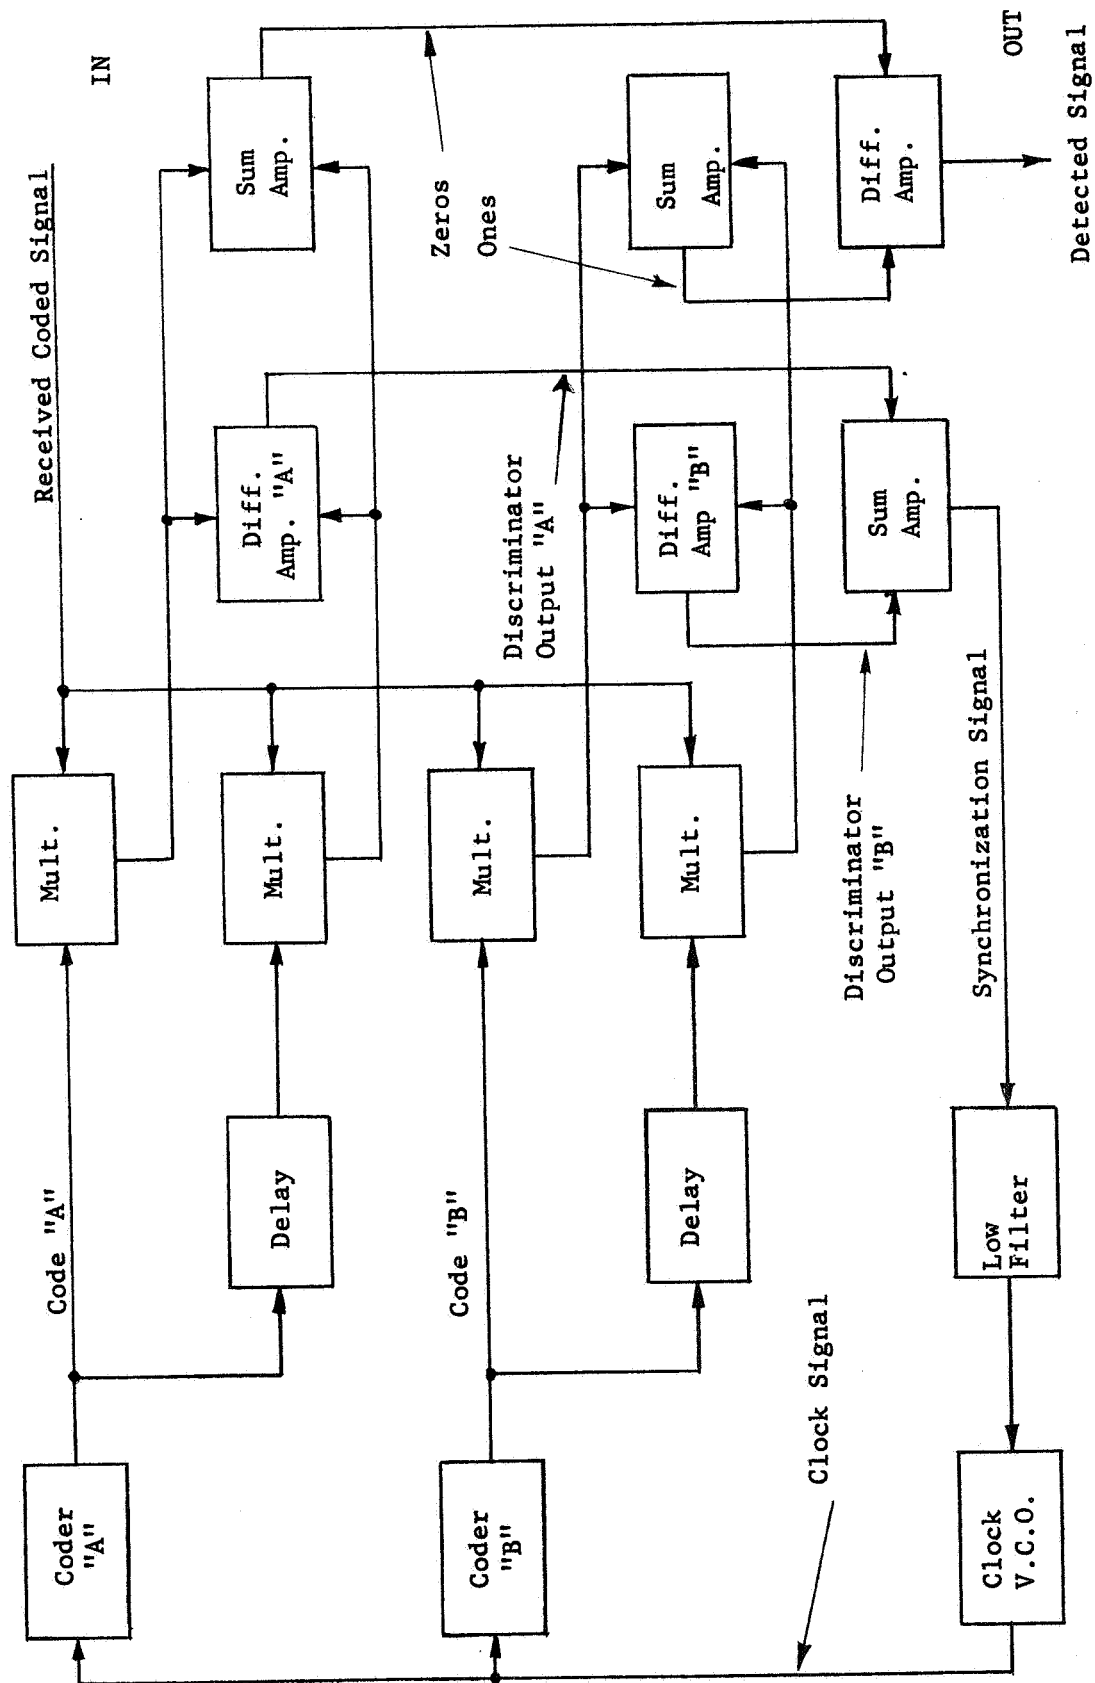 IN
Received Coded Signal
Sum
Amp.
Diff.
Amp. "A"
Mult.
Code "A"
Coder
"A"
Mult.
Delay
Zeros
Ones
Discriminator
Output "A"
Sum
Amp.
Diff.
Amp "B"
Mult.
Code "B"
Coder
"B"
Mult.
Delay
Diff.
Amp.
Sum
Amp.
Discriminator
Output "B"
Clock Signal
Synchronization Signal
Low
Filter
Clock
V.C.O.
OUT
Detected Signal